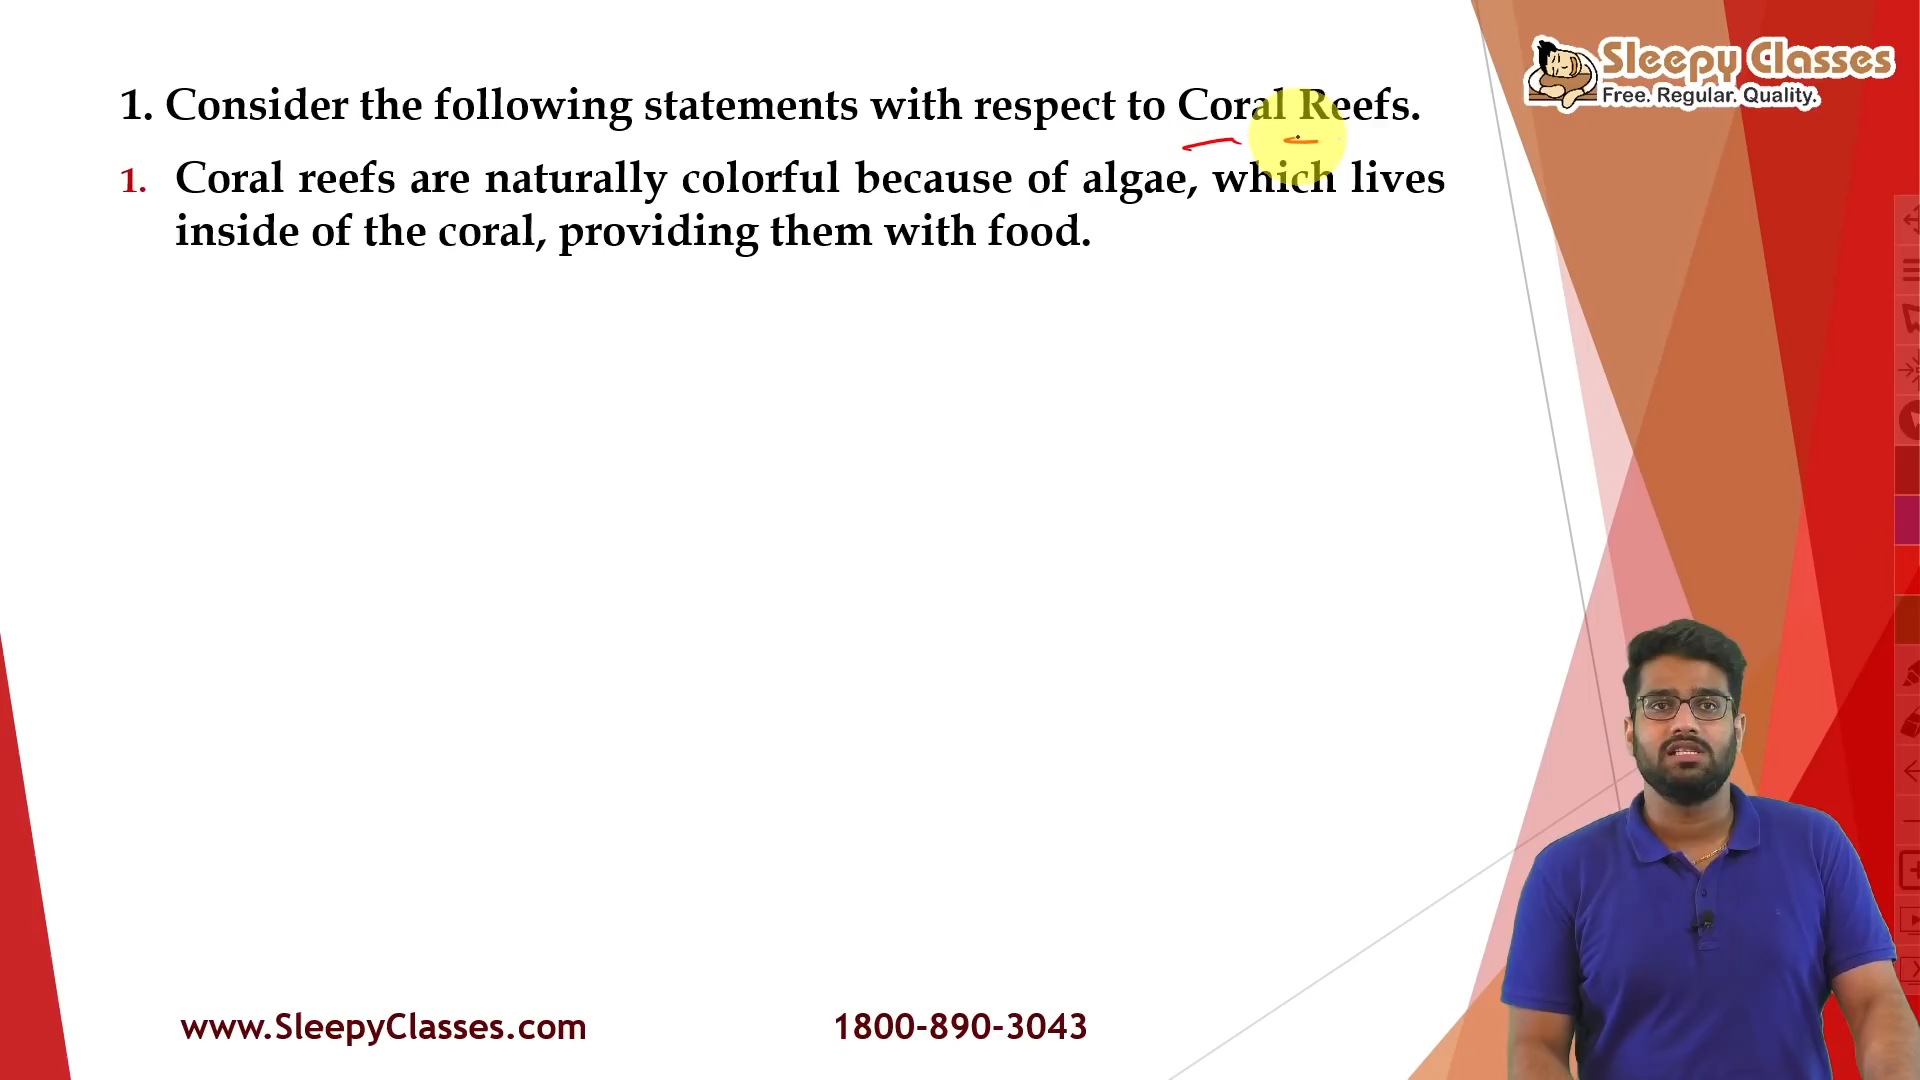 Sleepy Classes
Free. Regular. Quality.
1. Consider the following statements with respect to Coral Reefs.
1. Coral reefs are naturally colorful because of algae, which lives
inside of the coral, providing them with food.
www.SleepyClasses.com
1800-890-3043